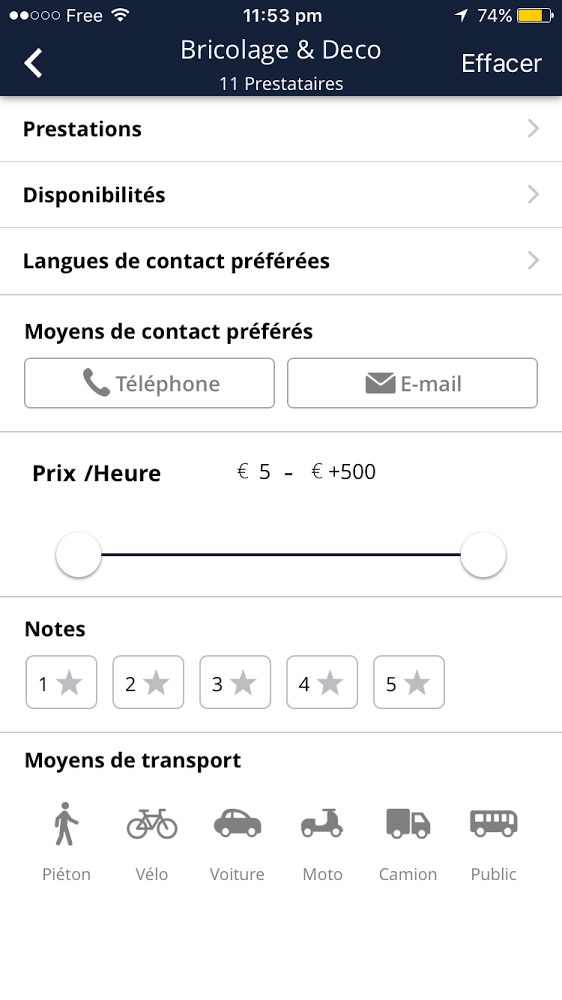 Free 11:53 pm 74%
Bricolage & Deco
Effacer
11 Prestataires
Prestations
Disponibilités
Langues de contact préférées
Moyens de contact préférés
Téléphone E-mail
Prix /Heure € 5 - € +500
Notes
1 2 3 4 5
Moyens de transport
Piéton Vélo Voiture Moto Camion Public